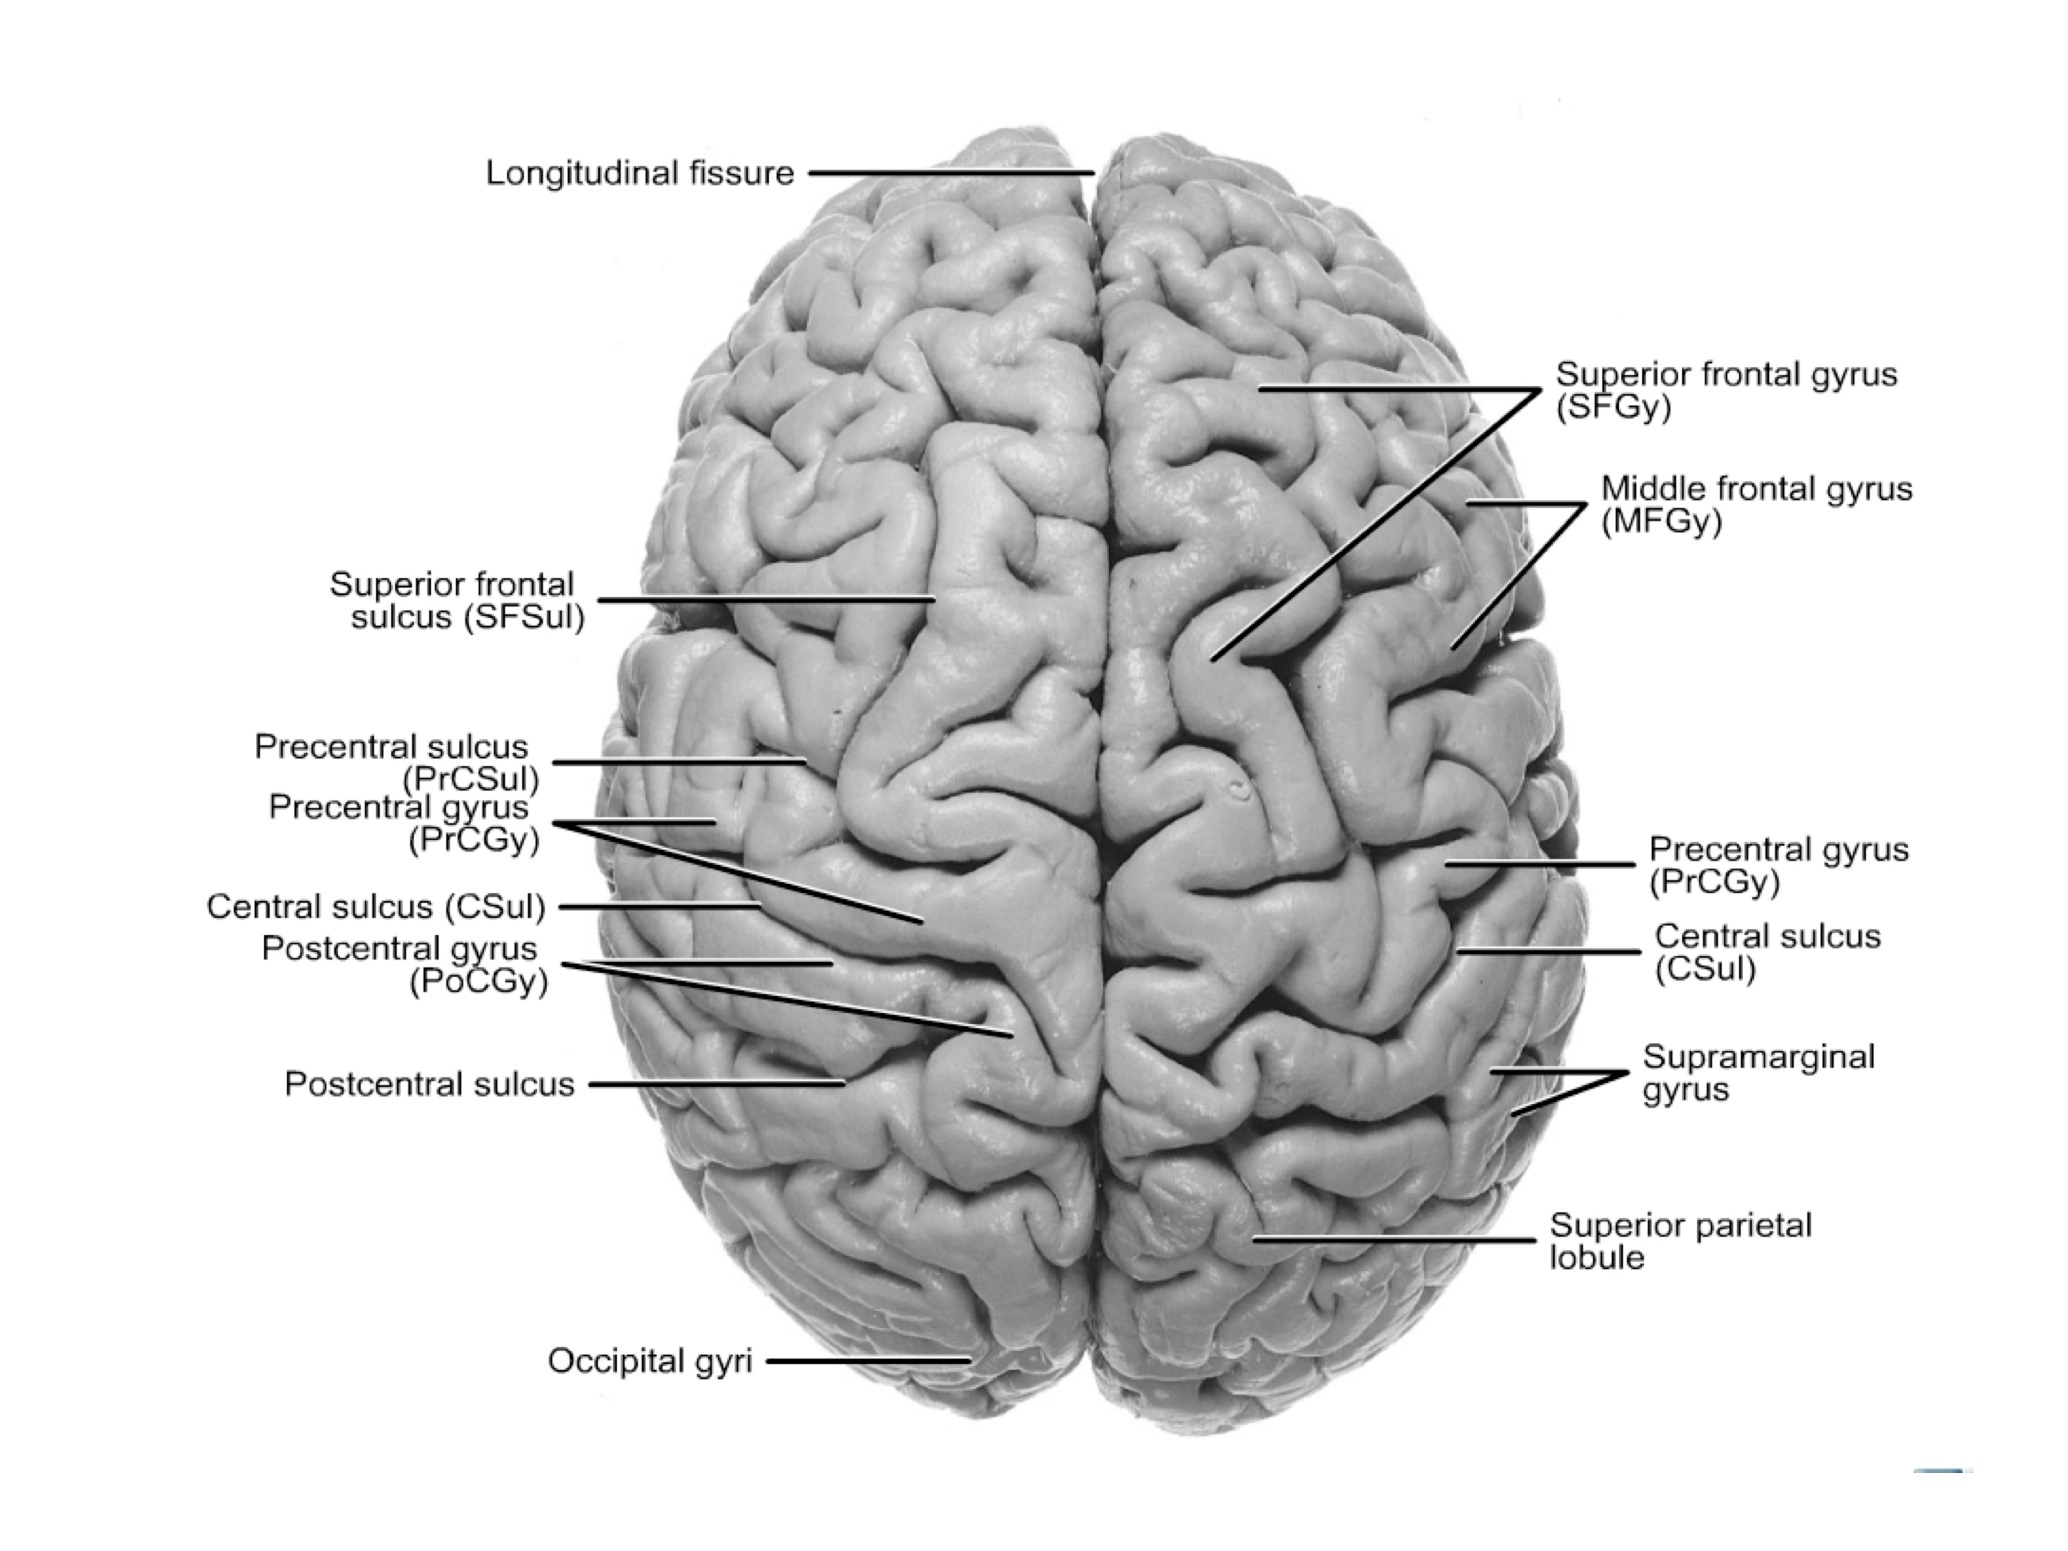 Longitudinal fissure
Superior frontal
sulcus (SFSul)
Precentral sulcus
(PrCSul)
Precentral gyrus
(PrCGy)
Central sulcus (CSul)
Postcentral gyrus
(PoCGy)
Postcentral sulcus
Occipital gyri
Superior frontal gyrus
(SFGy)
Middle frontal gyrus
(MFGy)
Precentral gyrus
(PrCGy)
Central sulcus
(CSul)
Supramarginal
gyrus
Superior parietal
lobule